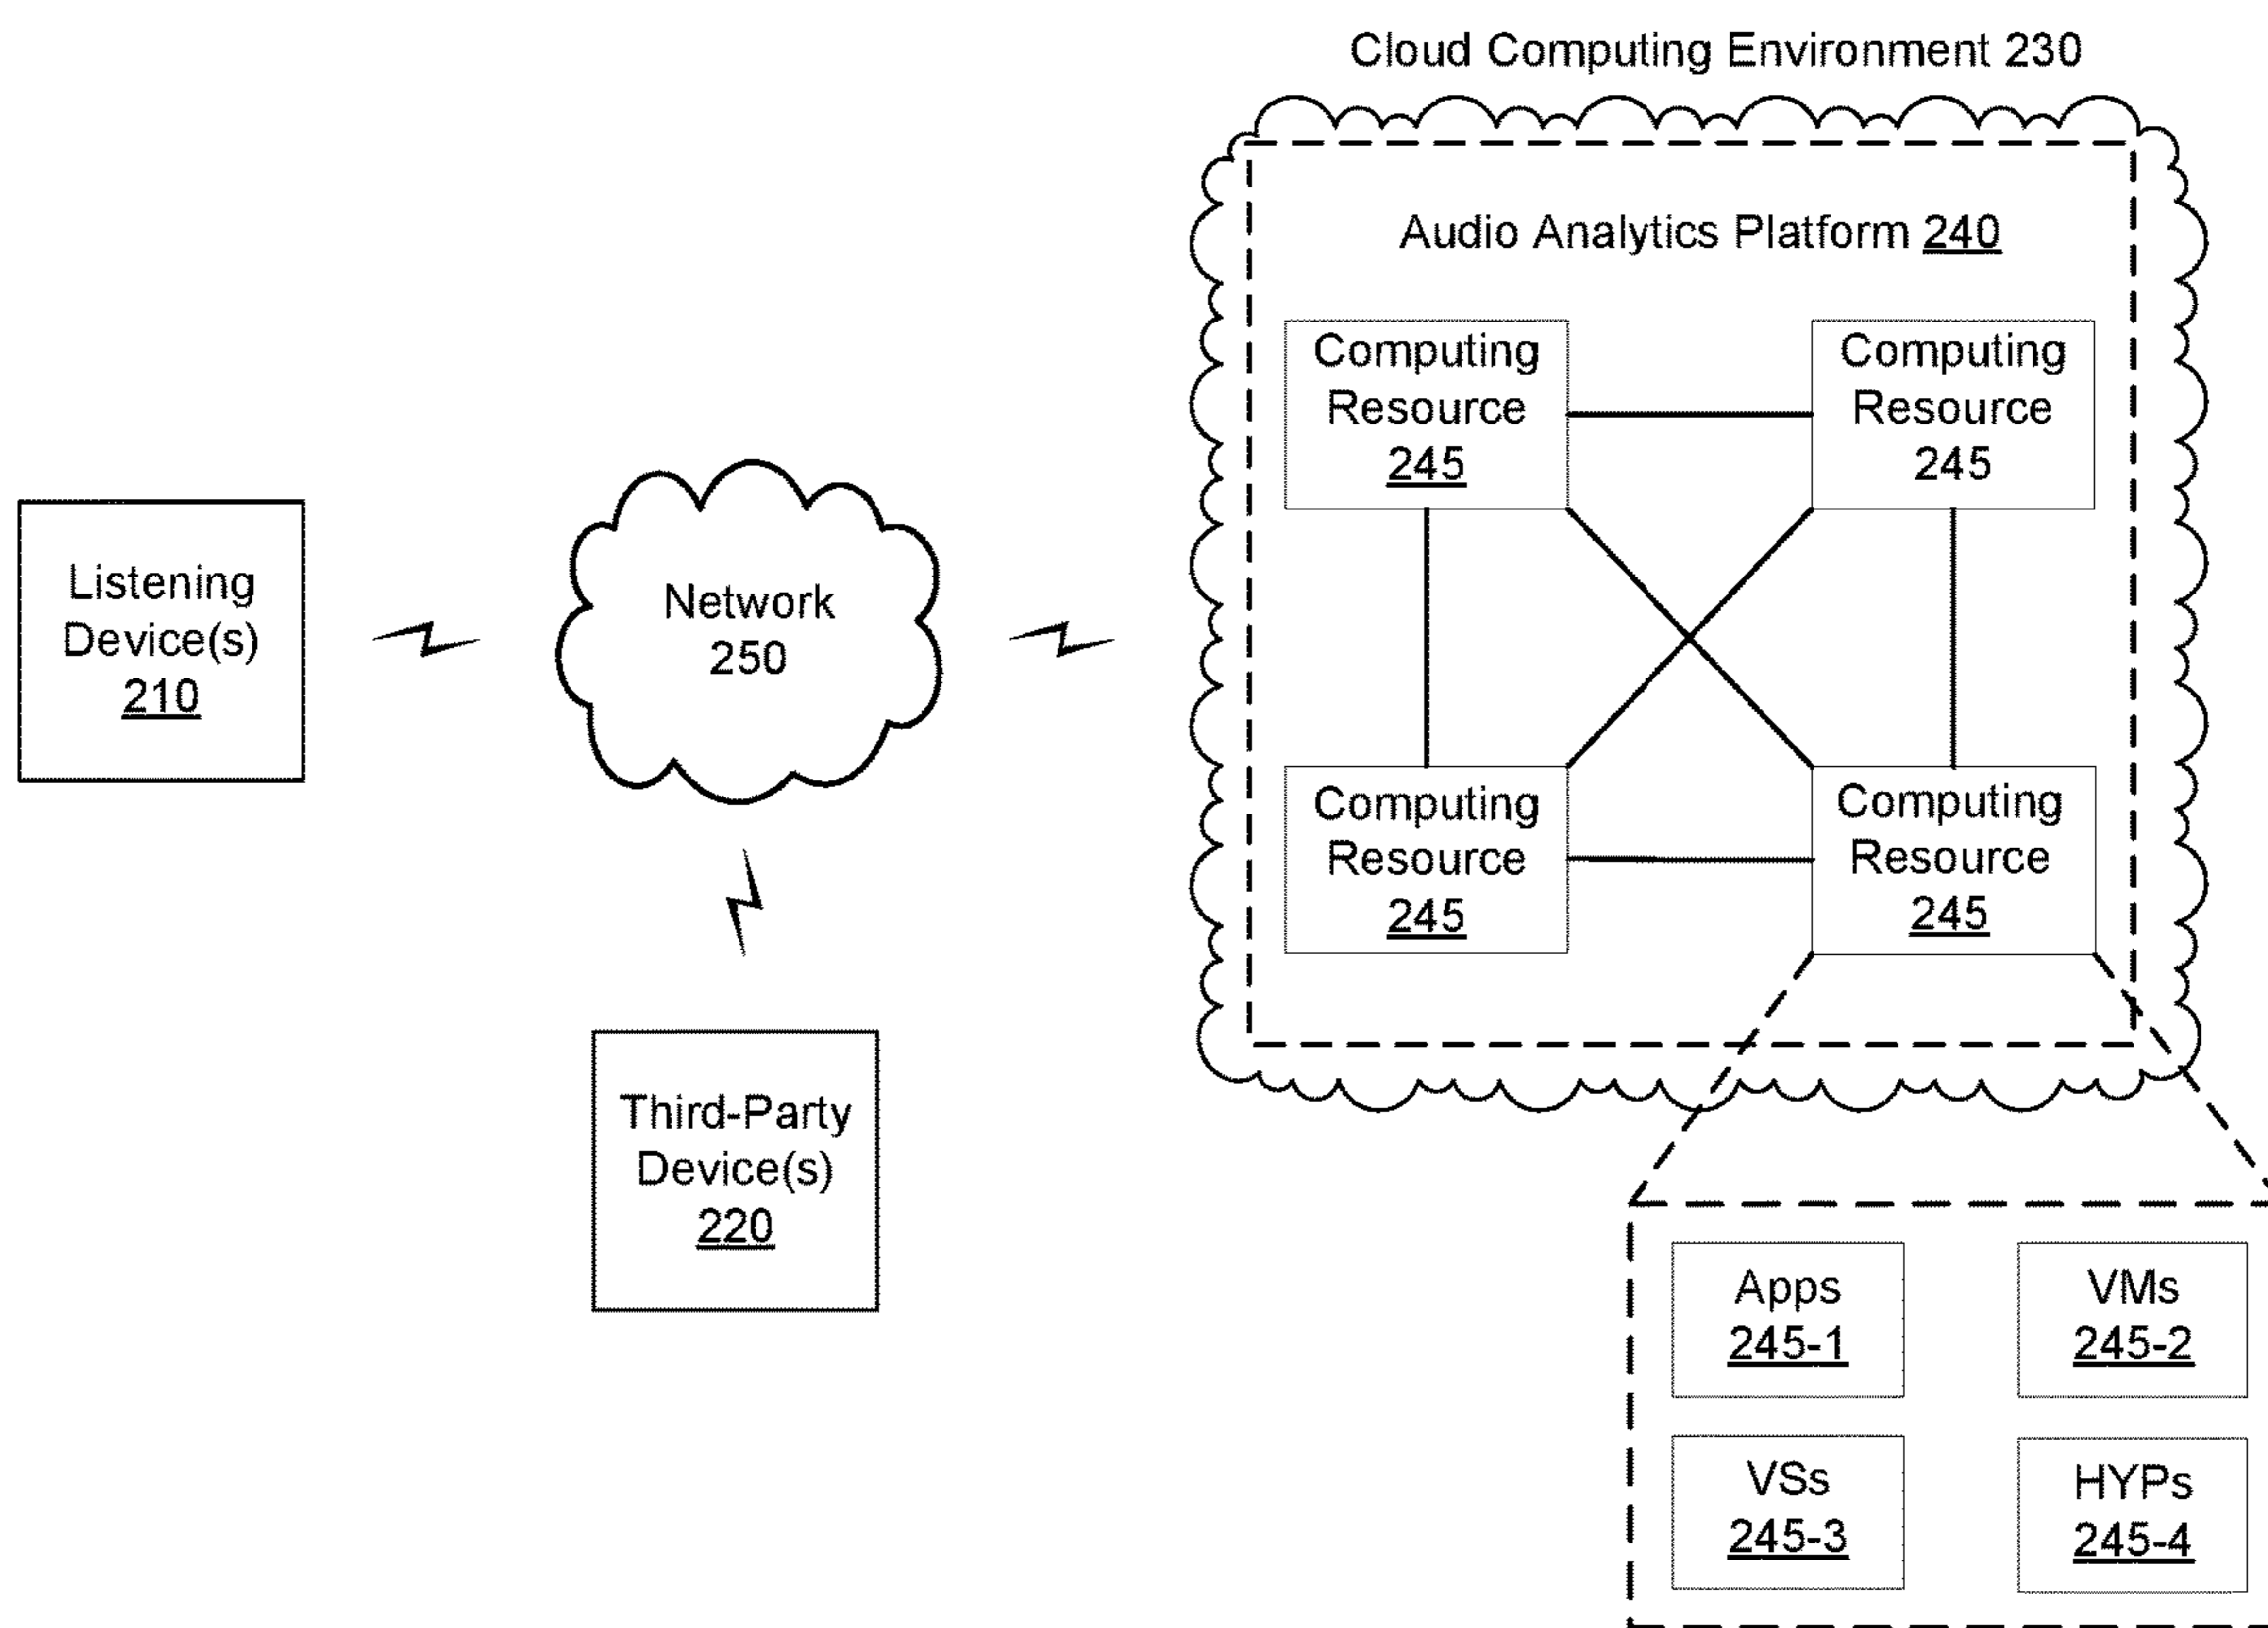 Cloud Computing Environment 230
Audio Analytics Platform 240
Computing
Resource
245
Computing
Resource
245
Computing
Resource
245
Computing
Resource
245
Listening
Device(s)
210
Network
250
Third-Party
Device(s)
220
Apps
245-1
VMs
245-2
VSs
245-3
HYPs
245-4